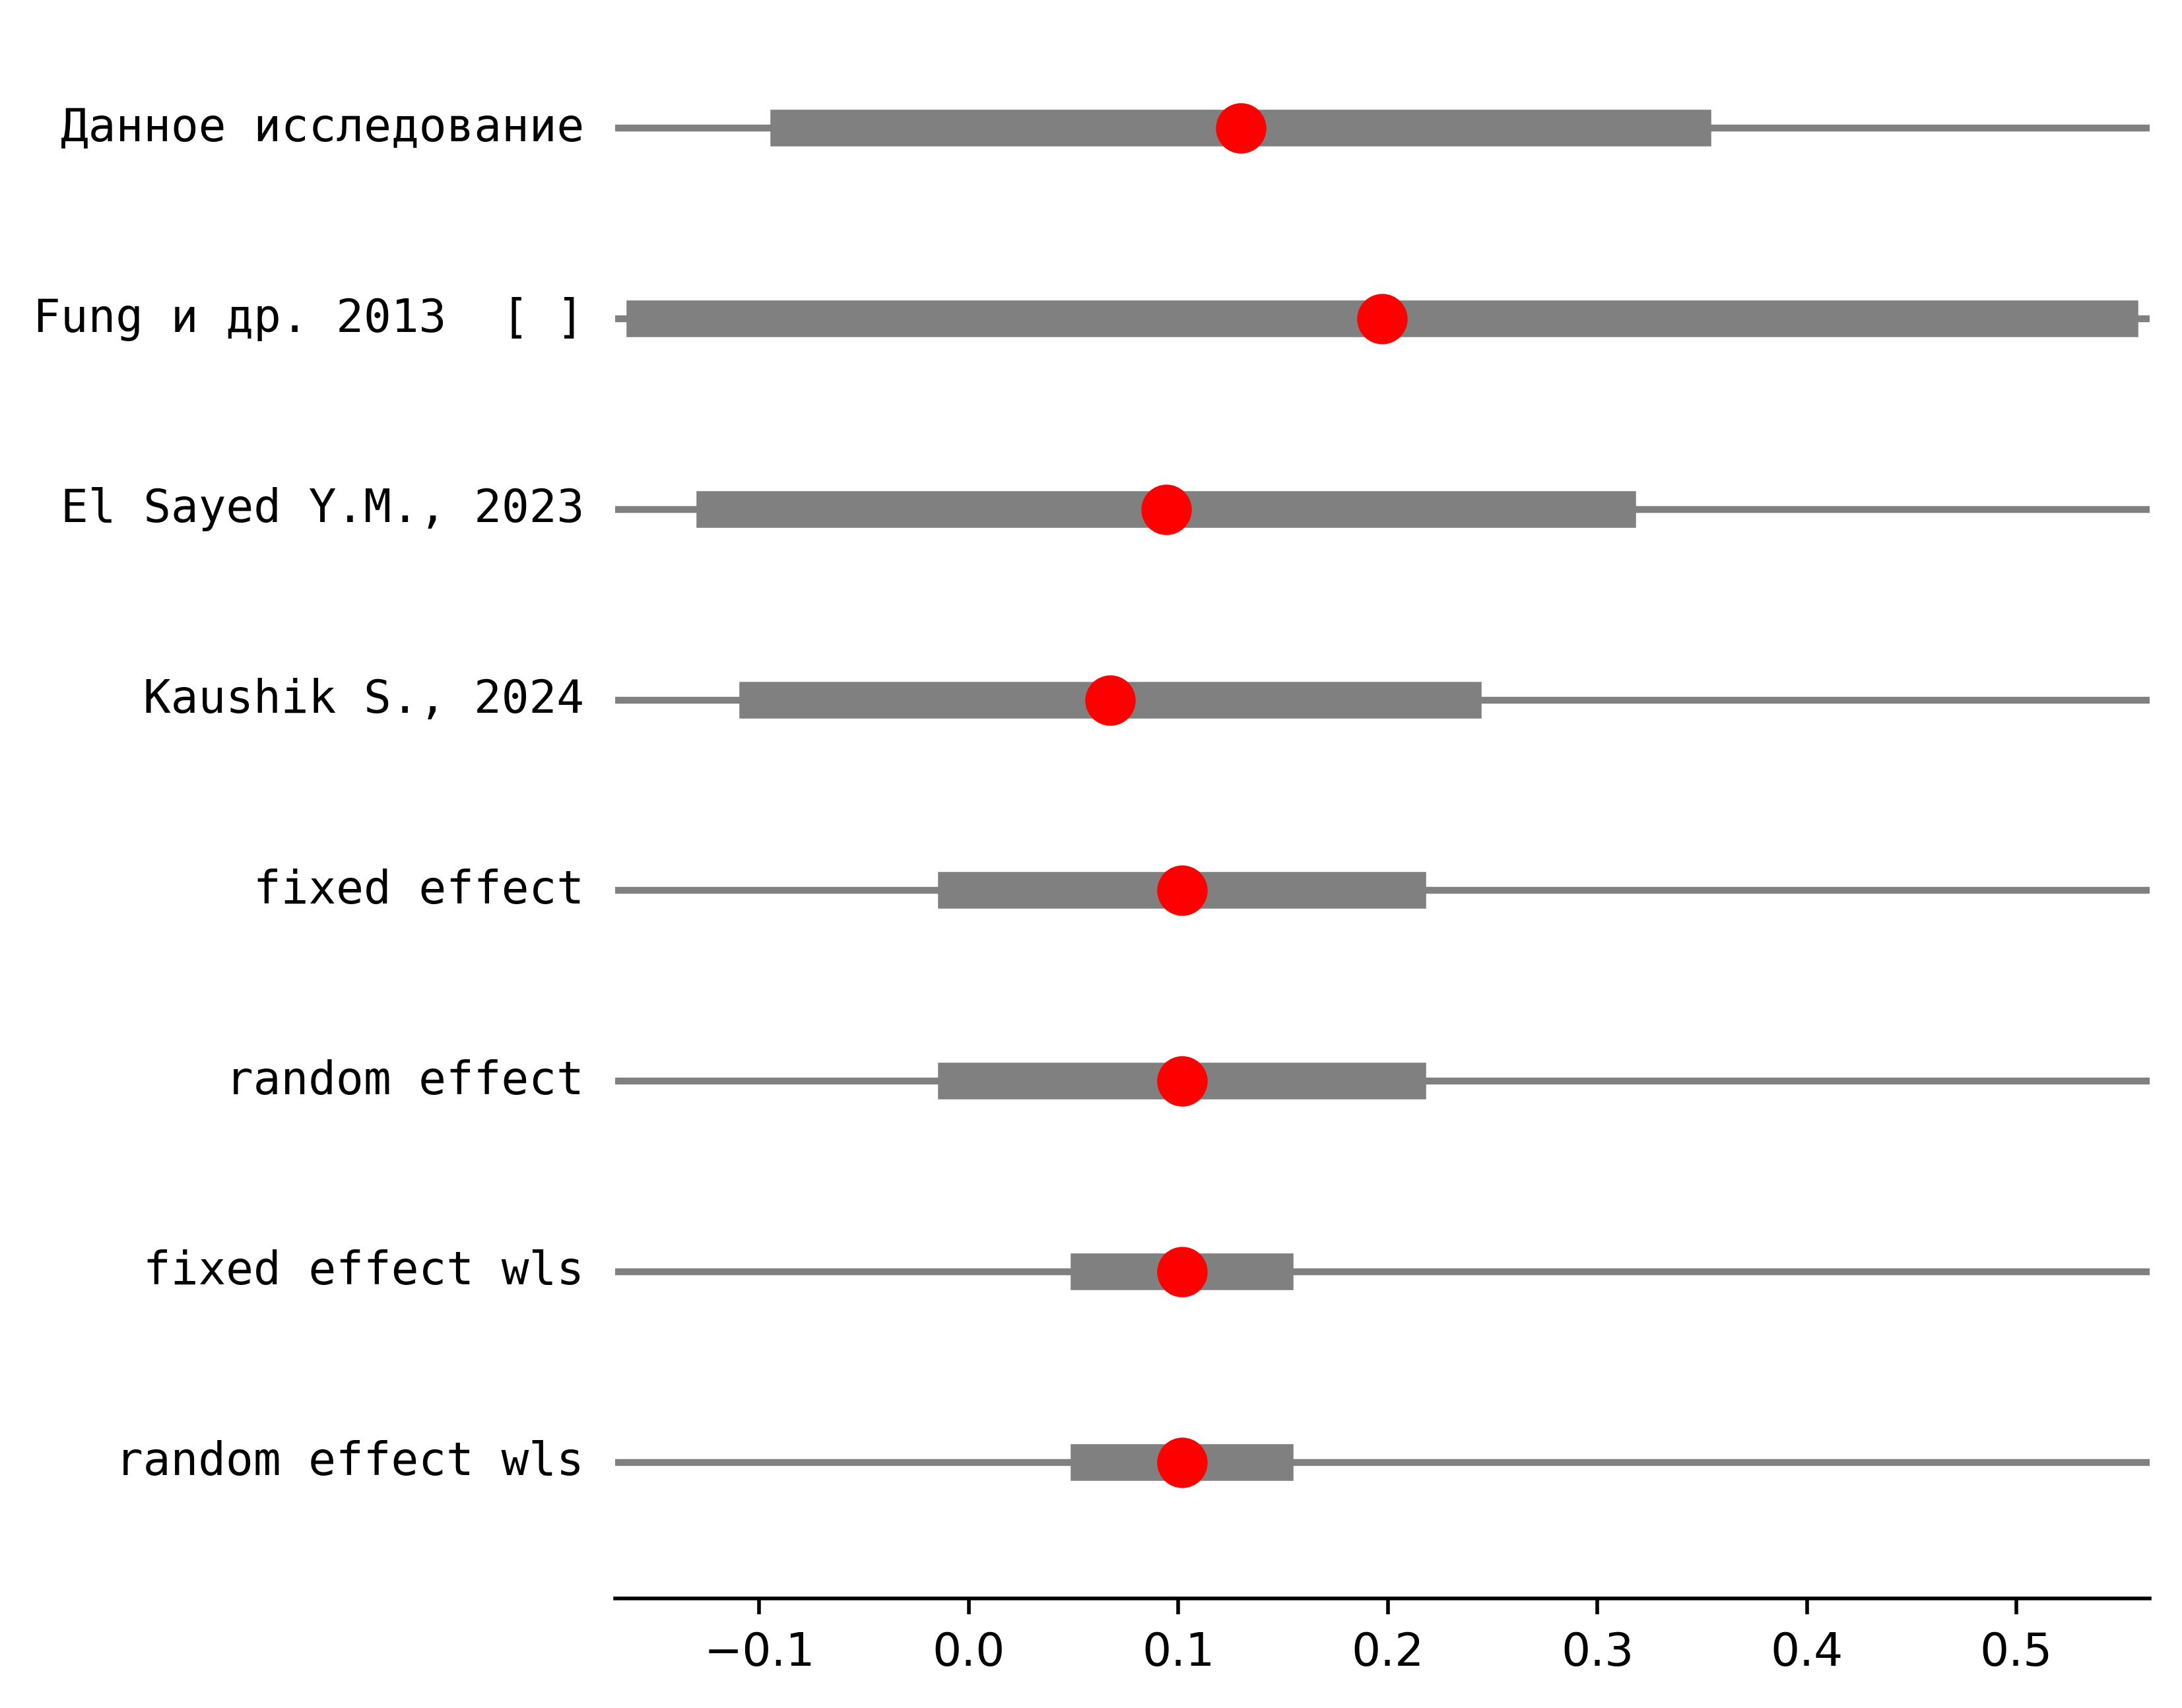 Данное исследование
Fung и др. 2013  [ ]
El Sayed Y.M., 2023
Kaushik S., 2024
fixed effect
random effect
fixed effect wls
random effect wls
−0.1 0.0 0.1 0.2 0.3 0.4 0.5